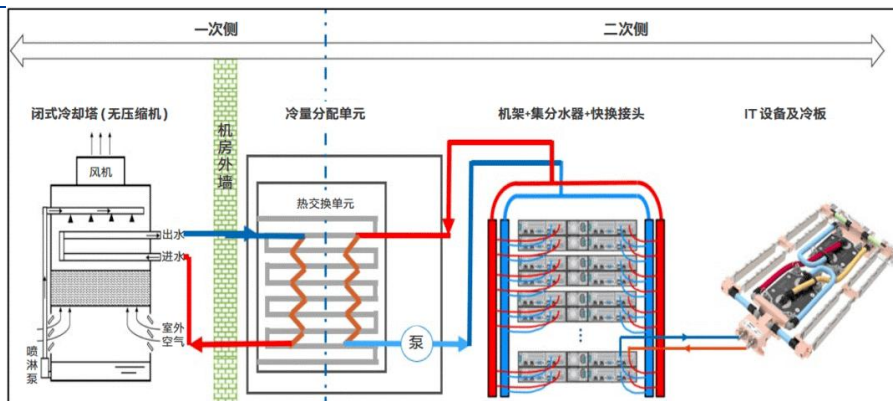 一次侧
二次侧
闭式冷却塔(无压缩机)
机房外墙
冷量分配单元
机架+集分水器+快换接头
IT设备及冷板
风机
热交换单元
出水
进水
室外
空气
喷淋泵
泵